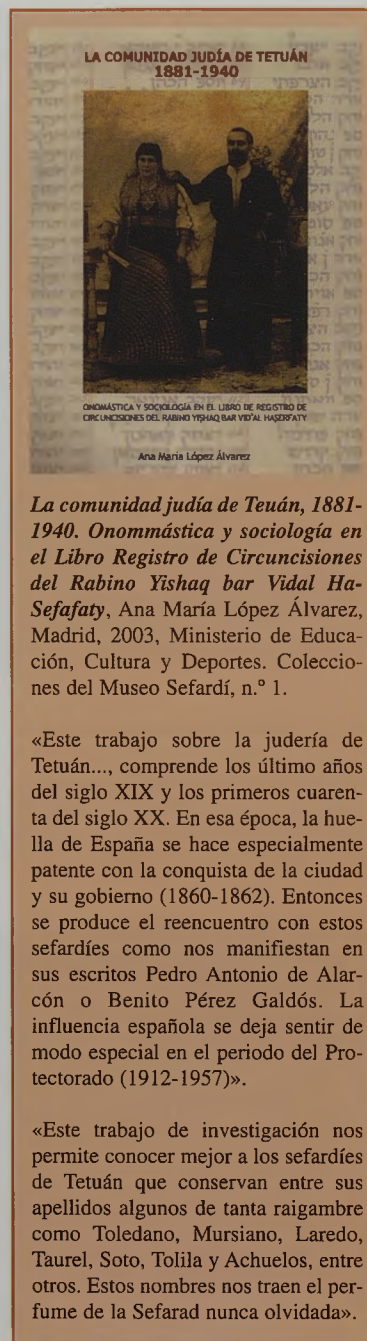 LA COMUNIDAD JUDÍA DE TETUÁN
1881-1940
ONOMÁSTICA Y SOCIOLOGÍA EN EL LIBRO DE REGISTRO DE
CIRCUNCISIONES DEL RABINO YISHAQ BAR VIDAL HAŞERFATY
Ana María López Álvarez
La comunidad judía de Teuán, 1881-
1940. Onommástica y sociología en
el Libro Registro de Circuncisiones
del Rabino Yishaq bar Vidal Ha-
Sefafaty, Ana María López Álvarez,
Madrid, 2003, Ministerio de Educa-
ción, Cultura y Deportes. Coleccio-
nes del Museo Sefardí, n.º 1.
«Este trabajo sobre la judería de
Tetuán..., comprende los último años
del siglo XIX y los primeros cuaren-
ta del siglo XX. En esa época, la hue-
lla de España se hace especialmente
patente con la conquista de la ciudad
y su gobierno (1860-1862). Entonces
se produce el reencuentro con estos
sefardíes como nos manifiestan en
sus escritos Pedro Antonio de Alar-
cón o Benito Pérez Galdós. La
influencia española se deja sentir de
modo especial en el periodo del Pro-
tectorado (1912-1957)».
«Este trabajo de investigación nos
permite conocer mejor a los sefardíes
de Tetuán que conservan entre sus
apellidos algunos de tanta raigambre
como Toledano, Mursiano, Laredo,
Taurel, Soto, Tolila y Achuelos, entre
otros. Estos nombres nos traen el per-
fume de la Sefarad nunca olvidada».